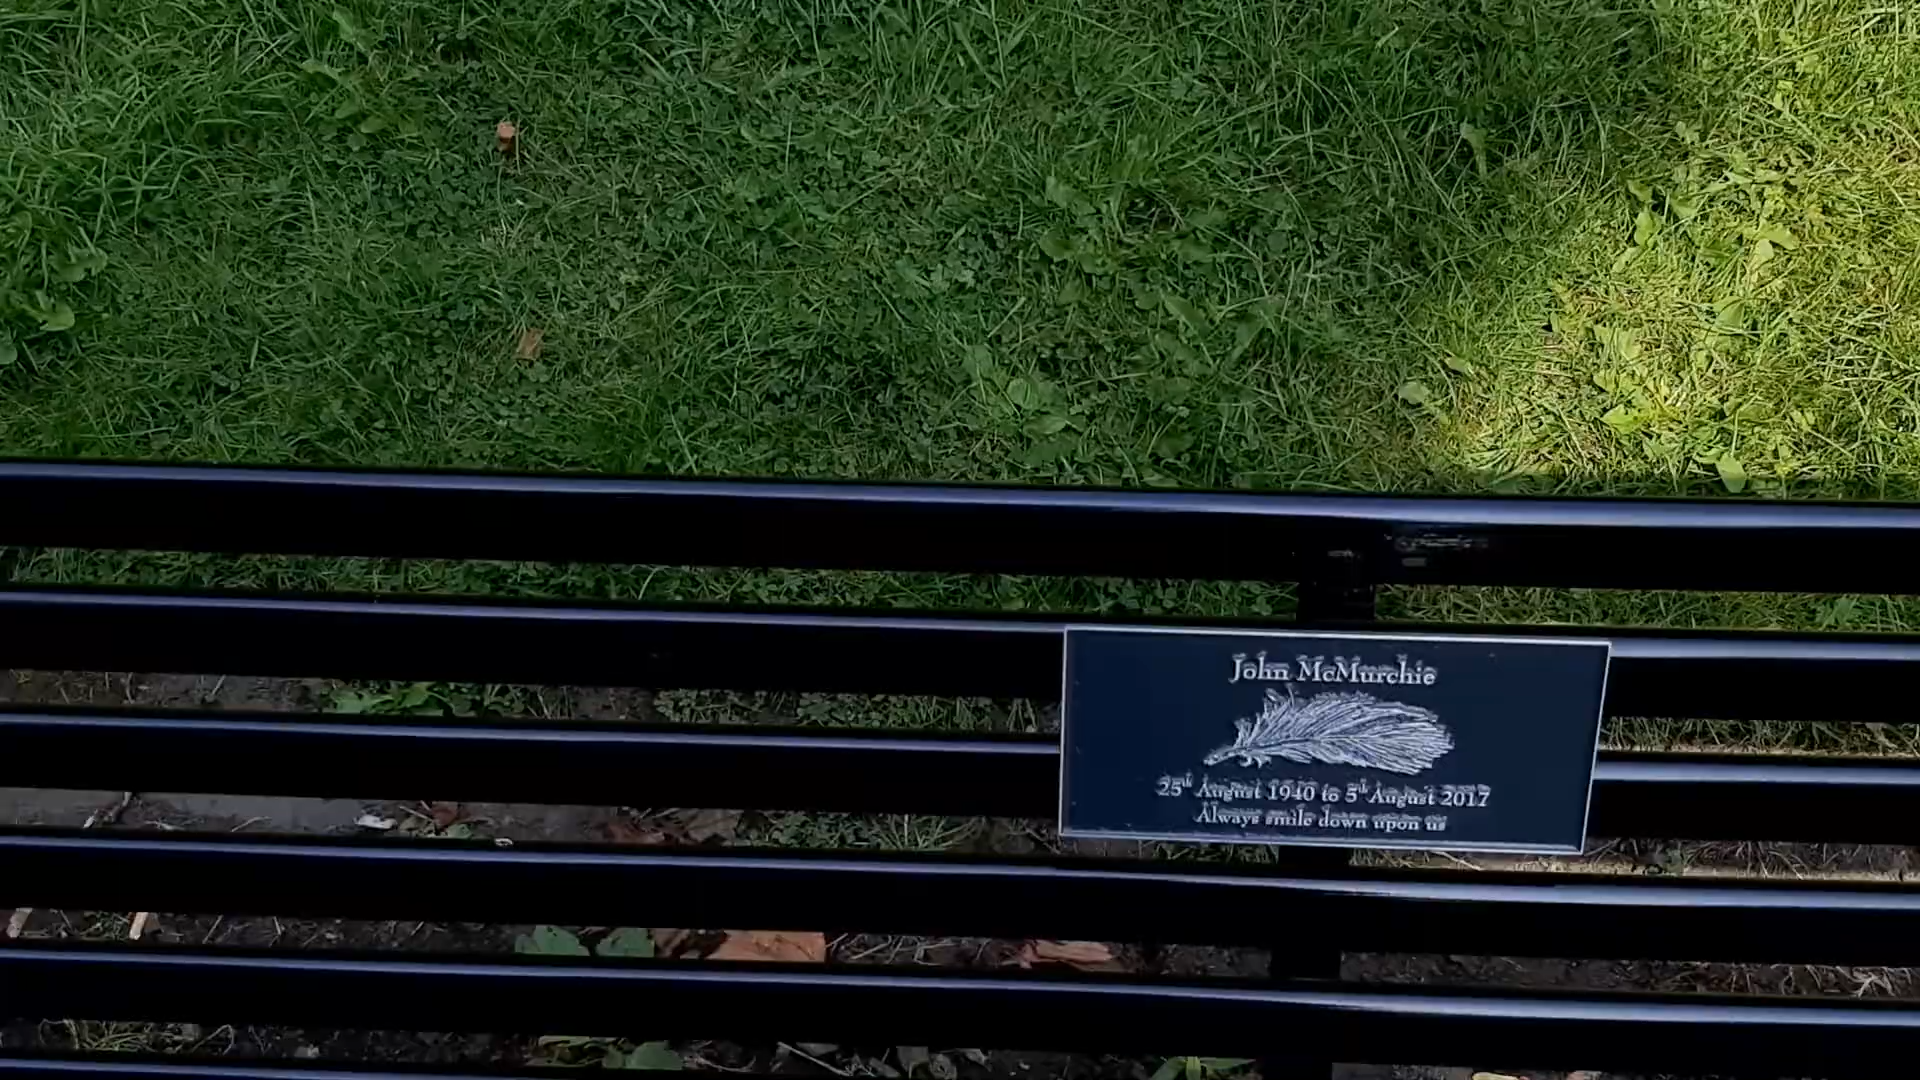 John McMurchie
25th August 1940 to 5th August 2017
Always smile down upon us